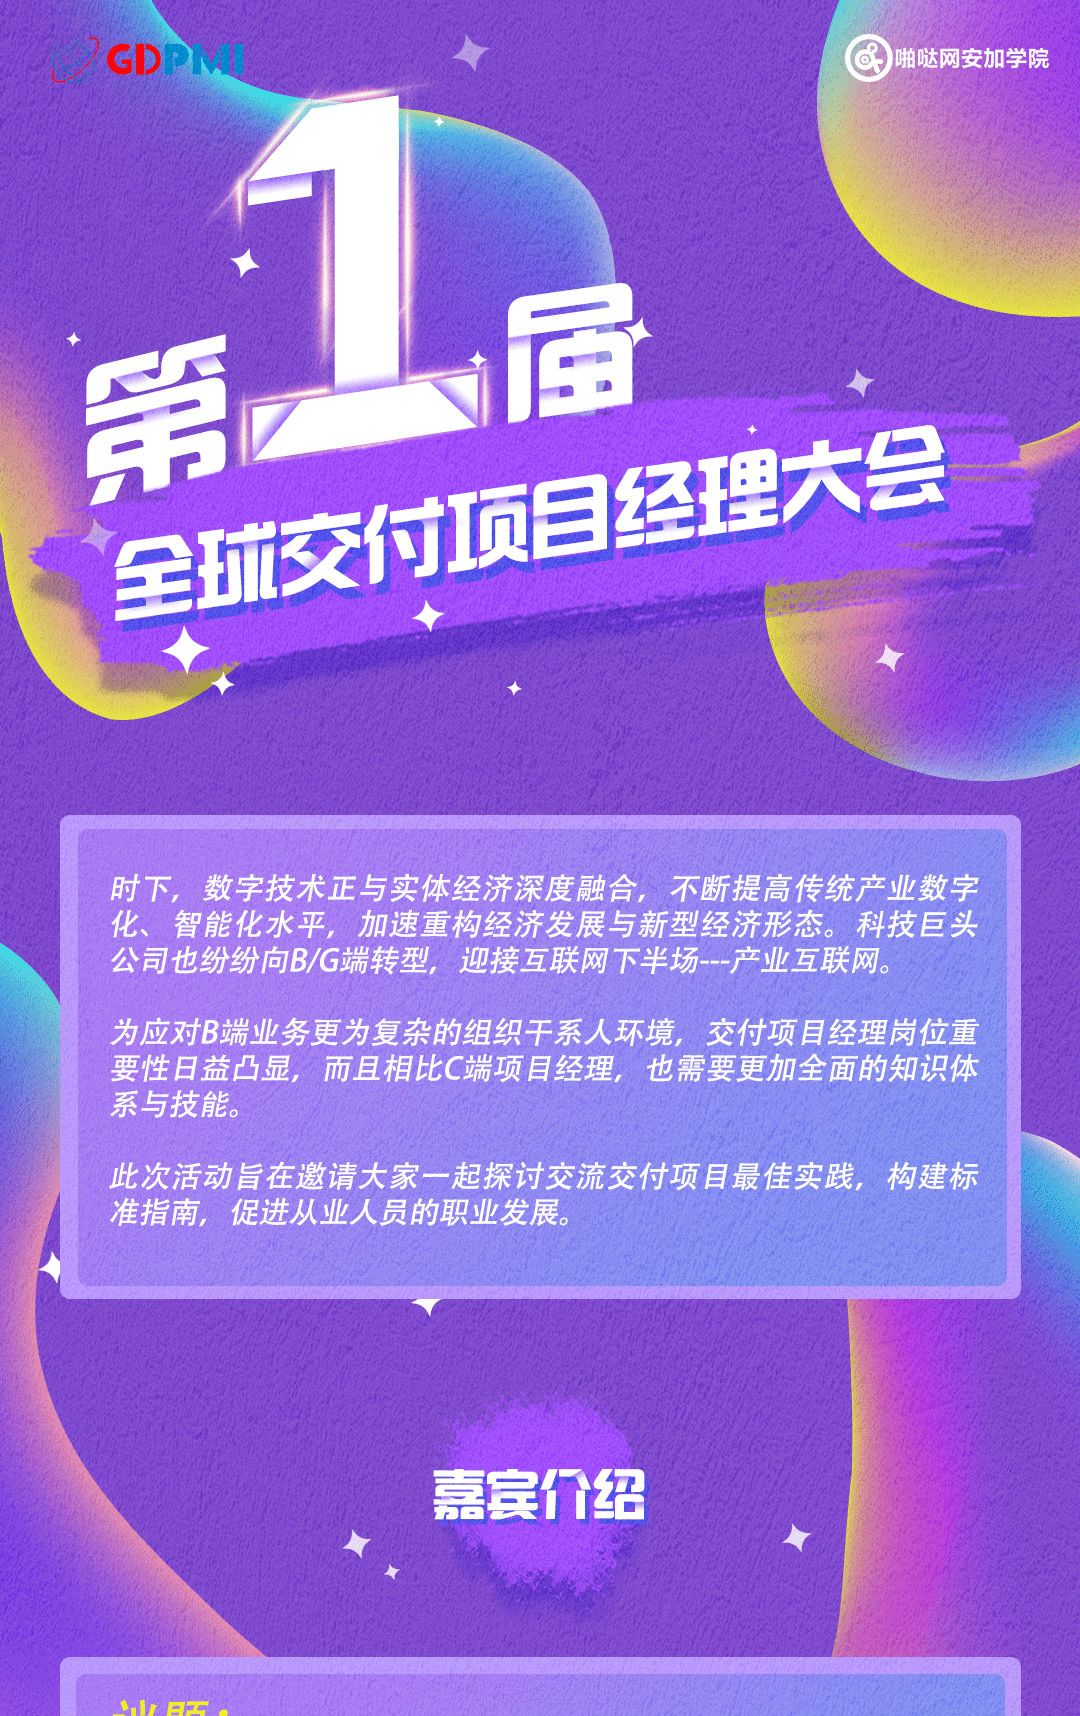 GDPMI
啪哒网安加学院
第1届
全球交付项目经理大会
时下，数字技术正与实体经济深度融合，不断提高传统产业数字
化、智能化水平，加速重构经济发展与新型经济形态。科技巨头
公司也纷纷向B/G端转型，迎接互联网下半场---产业互联网。
为应对B端业务更为复杂的组织干系人环境，交付项目经理岗位重
要性日益凸显，而且相比C端项目经理，也需要更加全面的知识体
系与技能。
此次活动旨在邀请大家一起探讨交流交付项目最佳实践，构建标
准指南，促进从业人员的职业发展。
嘉宾介绍